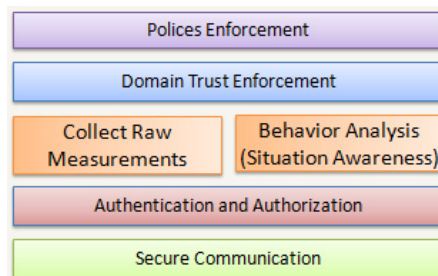 Polices Enforcement
Domain Trust Enforcement
Collect Raw
Measurements
Behavior Analysis
(Situation Awareness)
Authentication and Authorization
Secure Communication